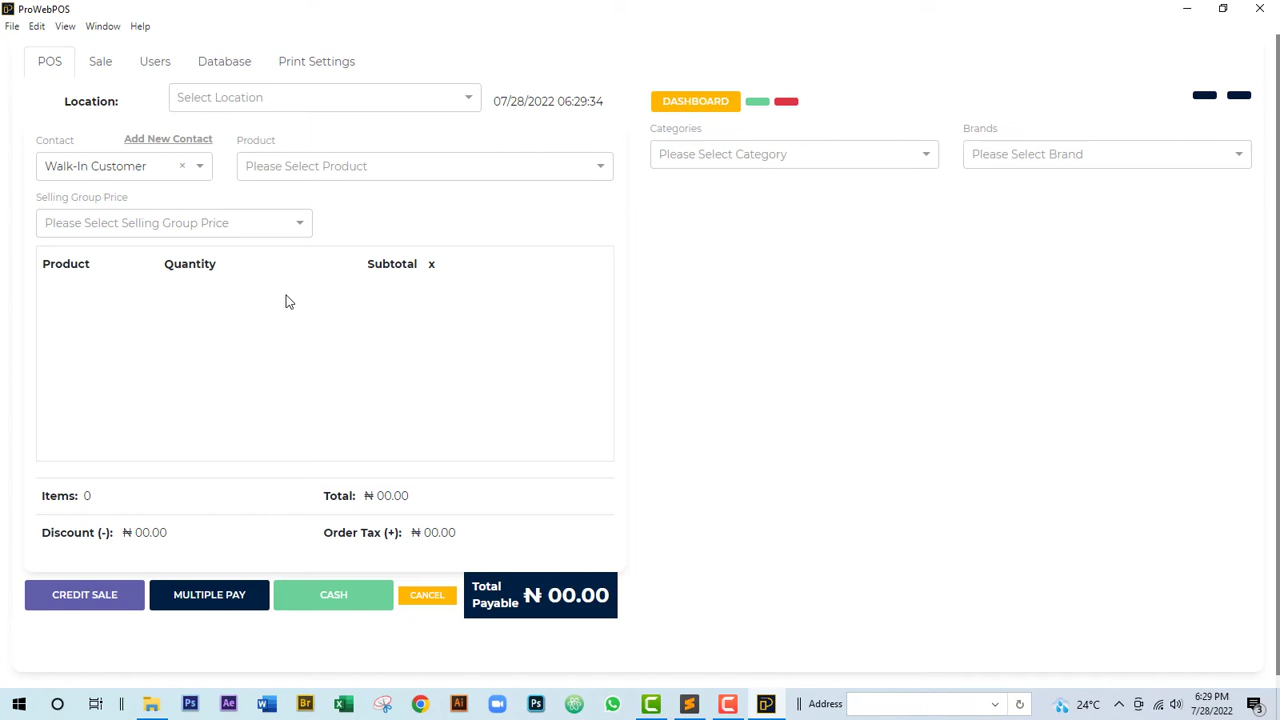 ProWebPOS
File Edit View Window Help
POS Sale Users Database Print Settings
Location: Select Location 07/28/2022 06:29:34
DASHBOARD
Contact Add New Contact Product
Categories Brands
Walk-In Customer × Please Select Product
Please Select Category Please Select Brand
Selling Group Price
Please Select Selling Group Price
Product Quantity Subtotal x
Items: 0 Total: ₦ 00.00
Discount (-): ₦ 00.00 Order Tax (+): ₦ 00.00
CREDIT SALE MULTIPLE PAY CASH CANCEL Total Payable ₦ 00.00
Address 24°C 6:29 PM
7/28/2022